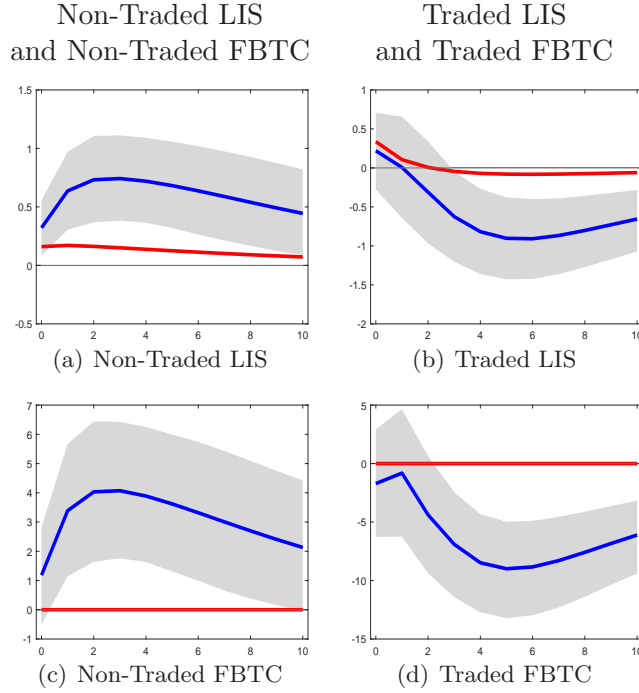 Non-Traded LIS
and Non-Traded FBTC
Traded LIS
and Traded FBTC
1.5
1
0.5
0
-0.5
0 2 4 6 8 10
(a) Non-Traded LIS
1
0.5
0
-0.5
-1
-1.5
-2
0 2 4 6 8 10
(b) Traded LIS
7
6
5
4
3
2
1
0
-1
0 2 4 6 8 10
(c) Non-Traded FBTC
5
0
-5
-10
-15
0 2 4 6 8 10
(d) Traded FBTC